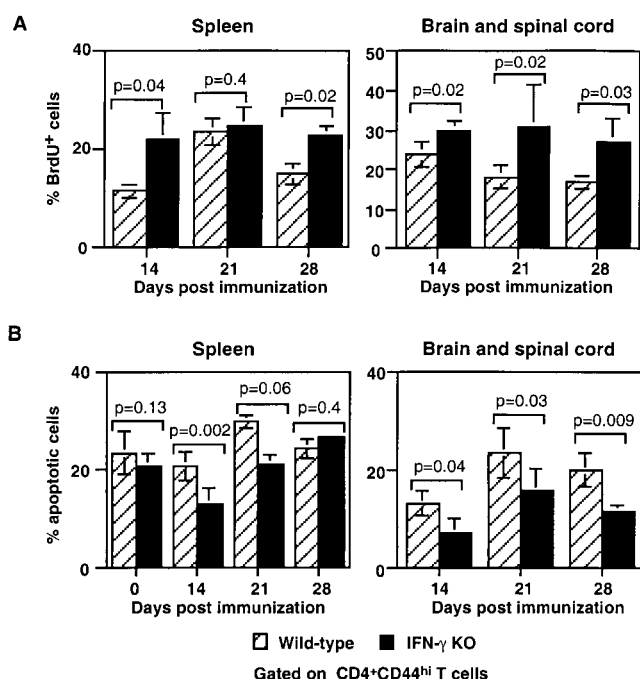 A
Spleen
Brain and spinal cord
% BrdU⁺ cells
40
20
0
p=0.04
p=0.4
p=0.02
14
21
28
Days post immunization
50
40
30
20
10
0
p=0.02
p=0.02
p=0.03
14
21
28
Days post immunization
B
Spleen
Brain and spinal cord
% apoptotic cells
40
20
0
p=0.13
p=0.002
p=0.06
p=0.4
0
14
21
28
Days post immunization
40
20
0
p=0.04
p=0.03
p=0.009
14
21
28
Days post immunization
Wild-type IFN-γ KO
Gated on CD4⁺CD44ʰⁱ T cells